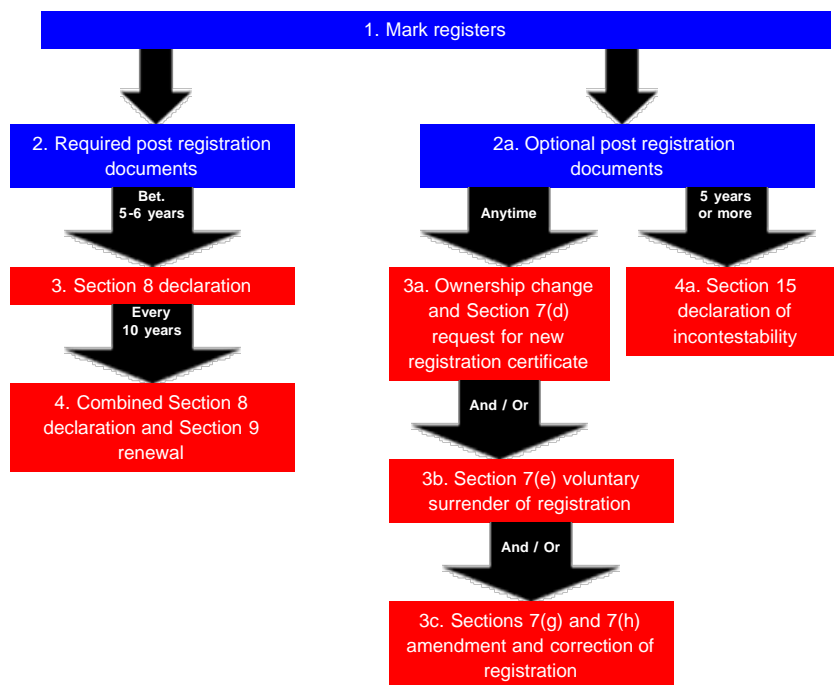 1. Mark registers
2. Required post registration
documents
2a. Optional post registration
documents
Bet.
5-6 years
Anytime
5 years
or more
3. Section 8 declaration
3a. Ownership change
and Section 7(d)
request for new
registration certificate
4a. Section 15
declaration of
incontestability
Every
10 years
4. Combined Section 8
declaration and Section 9
renewal
And / Or
3b. Section 7(e) voluntary
surrender of registration
And / Or
3c. Sections 7(g) and 7(h)
amendment and correction of
registration